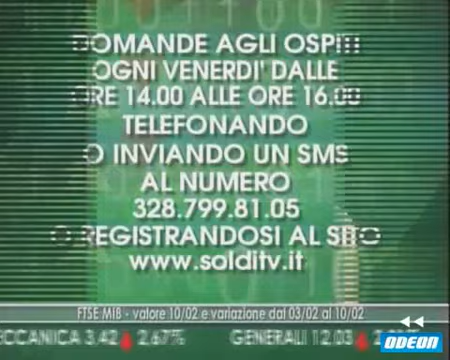 DOMANDE AGLI OSPITI
OGNI VENERDI' DALLE
ORE 14.00 ALLE ORE 16.00
TELEFONANDO
O INVIANDO UN SMS
AL NUMERO
328.799.81.05
O REGISTRANDOSI AL SITO
www.solditv.it
FTSE MIB - valore 10/02 e variazione dal 03/02 al 10/02
ECCANICA 3,42 2,67% GENERALI 12,03
ODEON